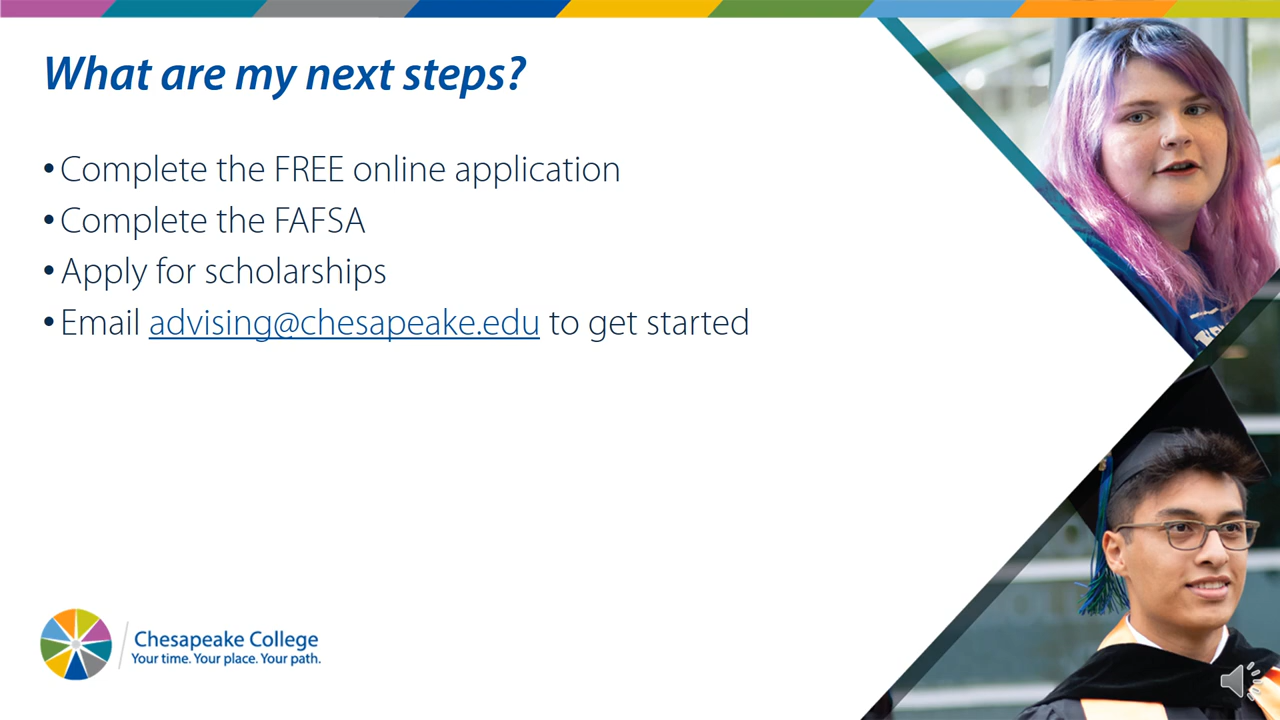 What are my next steps?
• Complete the FREE online application
• Complete the FAFSA
• Apply for scholarships
• Email advising@chesapeake.edu to get started
Chesapeake College
Your time. Your place. Your path.